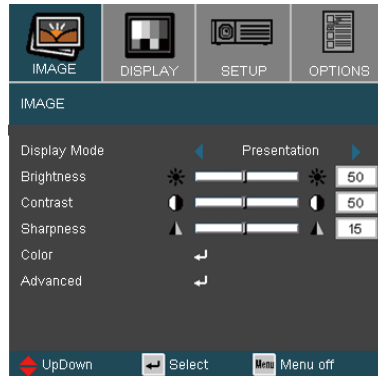 IMAGE DISPLAY SETUP OPTIONS
IMAGE
Display Mode Presentation
Brightness 50
Contrast 50
Sharpness 15
Color
Advanced
UpDown Select Menu Menu off